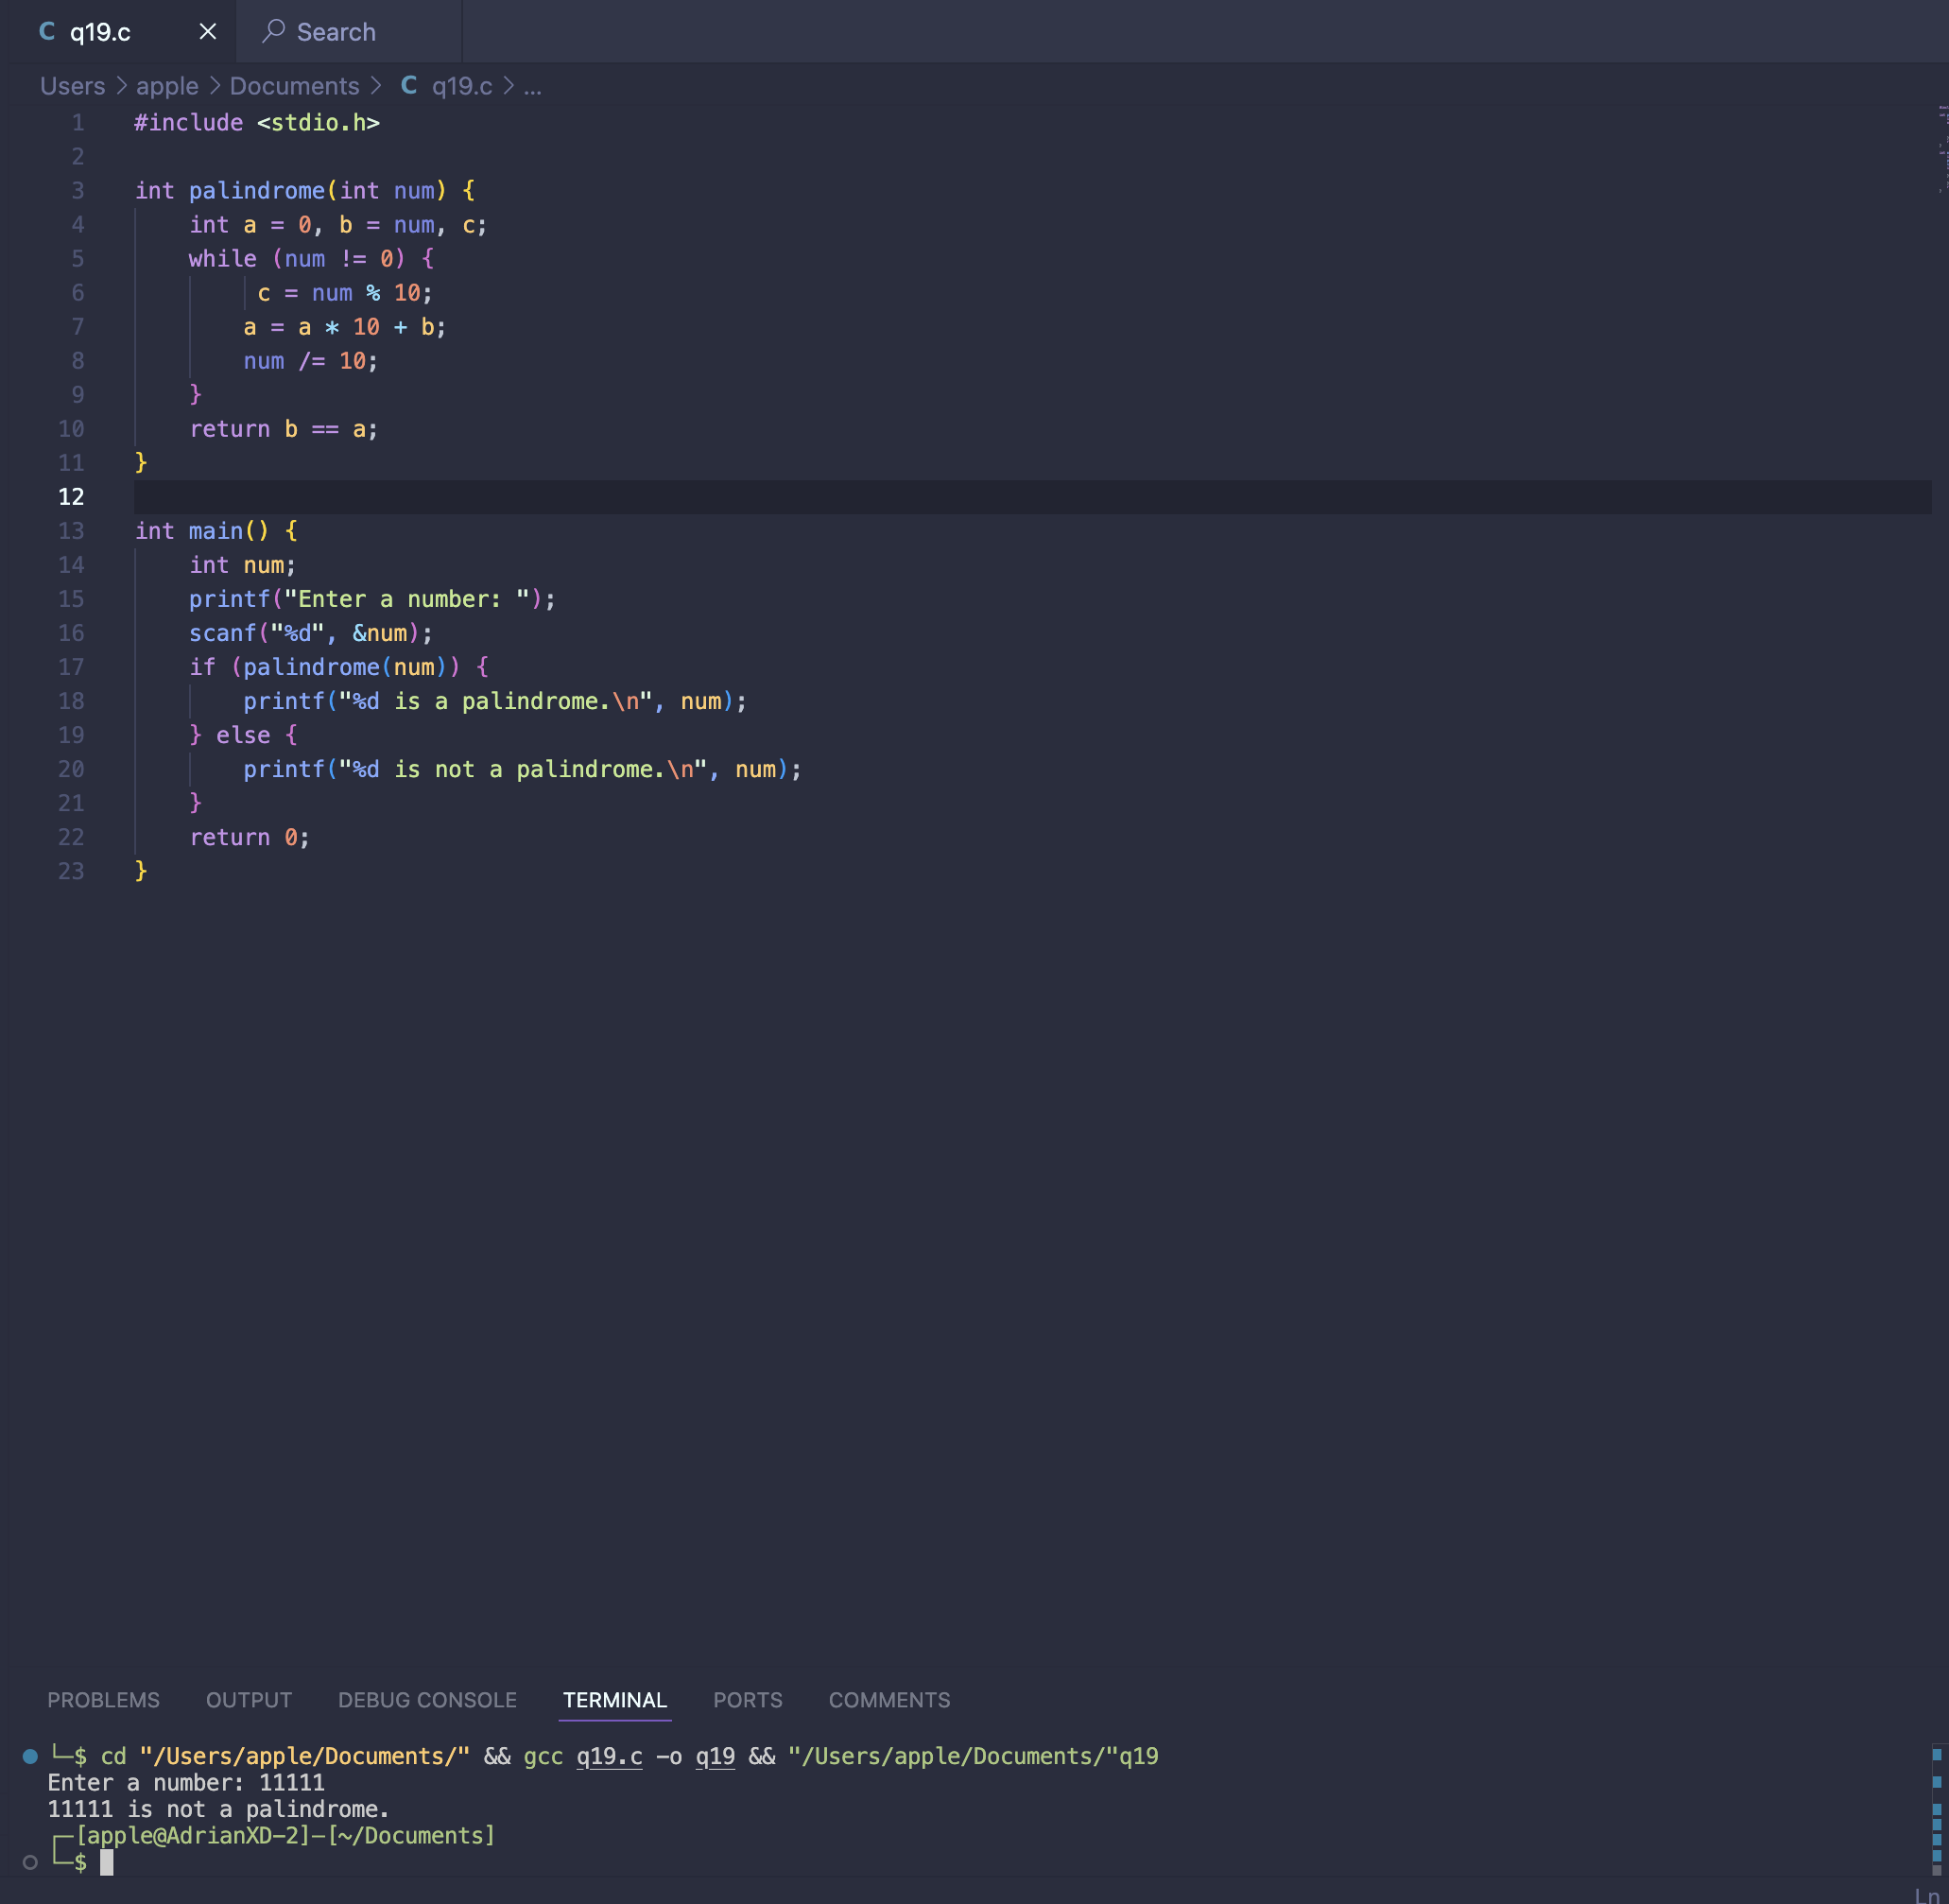 C q19.c × Search
Users > apple > Documents > C q19.c > ...
1 #include <stdio.h>
2
3 int palindrome(int num) {
4     int a = 0, b = num, c;
5     while (num != 0) {
6          c = num % 10;
7         a = a * 10 + b;
8         num /= 10;
9     }
10     return b == a;
11 }
12
13 int main() {
14     int num;
15     printf("Enter a number: ");
16     scanf("%d", &num);
17     if (palindrome(num)) {
18         printf("%d is a palindrome.\n", num);
19     } else {
20         printf("%d is not a palindrome.\n", num);
21     }
22     return 0;
23 }
PROBLEMS OUTPUT DEBUG CONSOLE TERMINAL PORTS COMMENTS
└─$ cd "/Users/apple/Documents/" && gcc q19.c -o q19 && "/Users/apple/Documents/"q19
Enter a number: 11111
11111 is not a palindrome.
┌─[apple@AdrianXD-2]-[~/Documents]
└─$
Ln